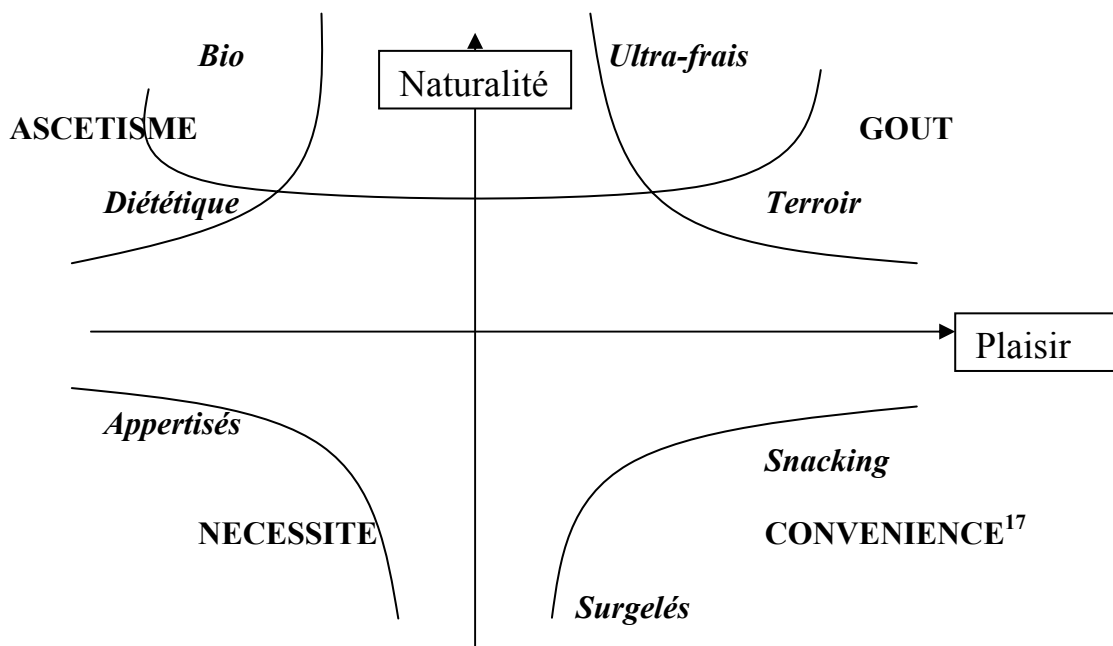 Bio
Ultra-frais
Naturalité
ASCETISME
GOUT
Diététique
Terroir
Plaisir
Appertisés
Snacking
NECESSITE
CONVENIENCE17
Surgelés